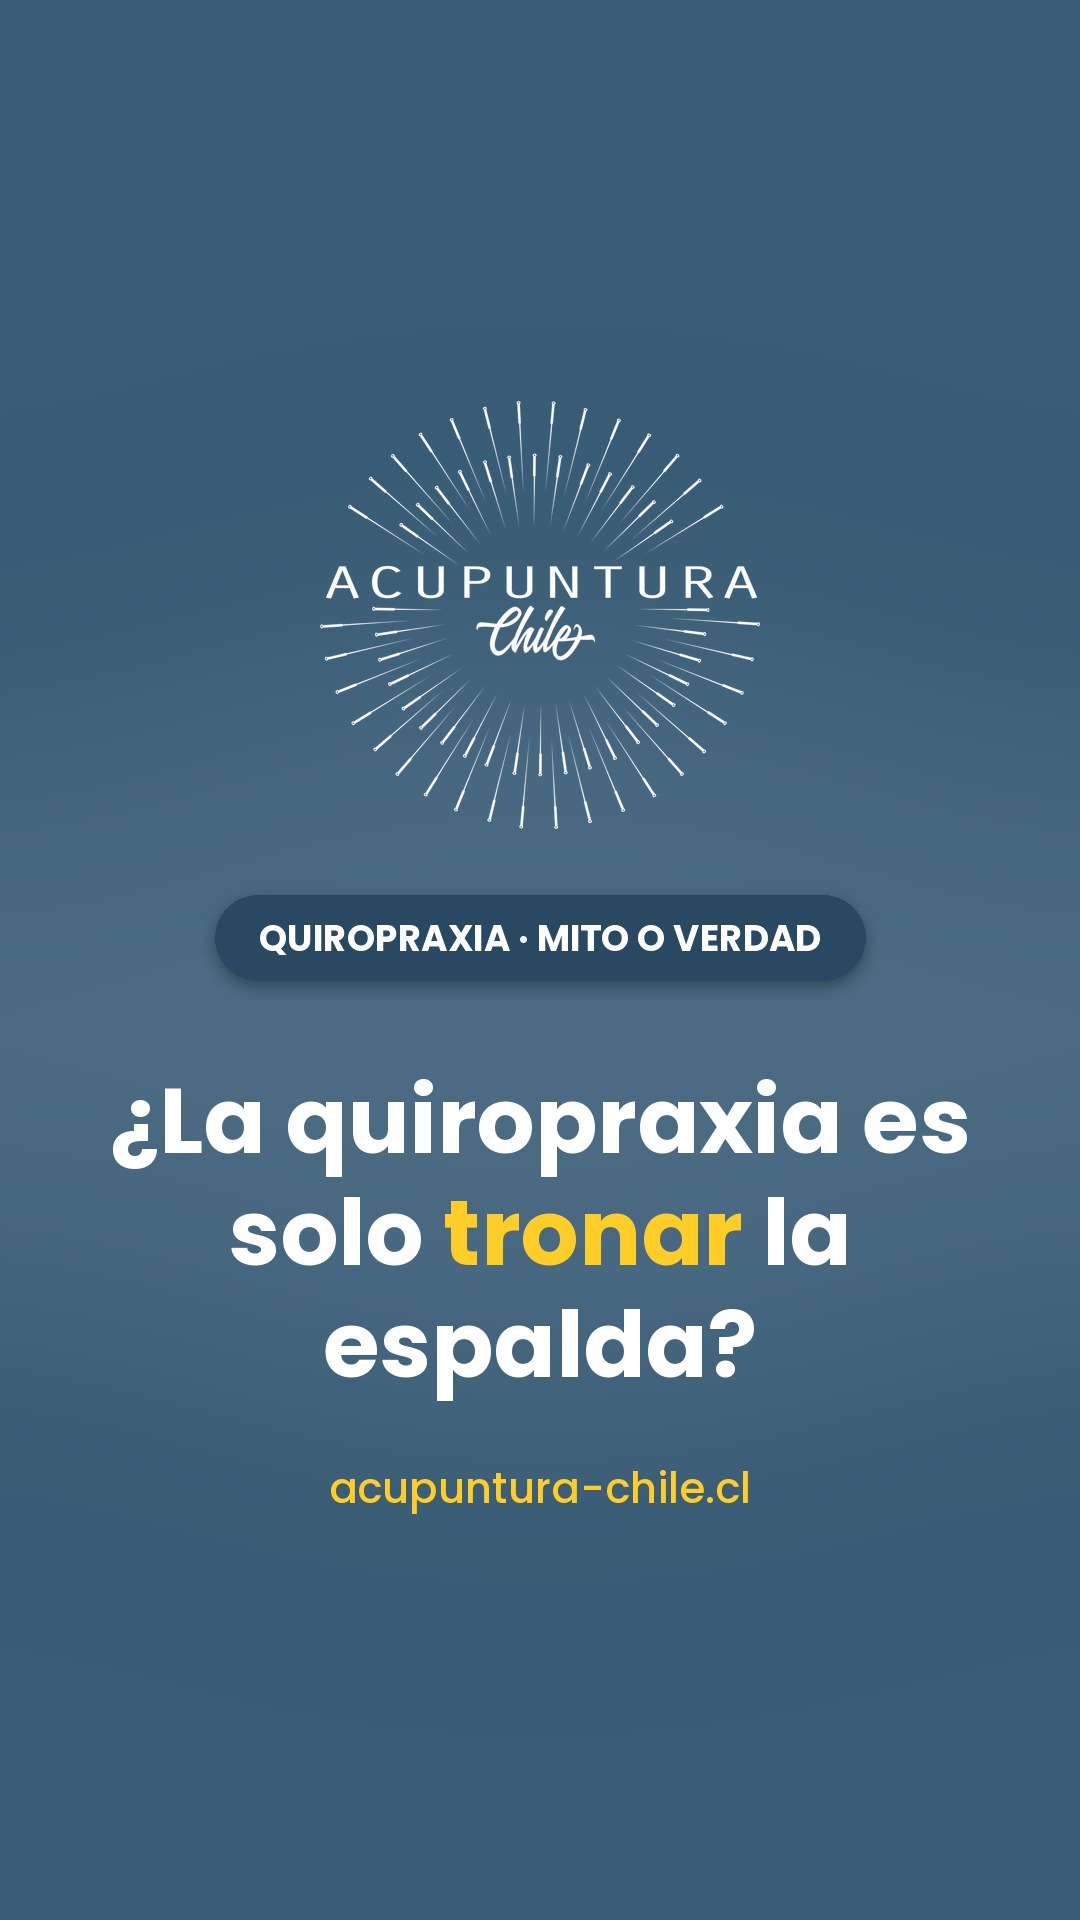 ACUPUNTURA
Chile
QUIROPRAXIA · MITO O VERDAD
¿La quiropraxia es
solo tronar la
espalda?
acupuntura-chile.cl